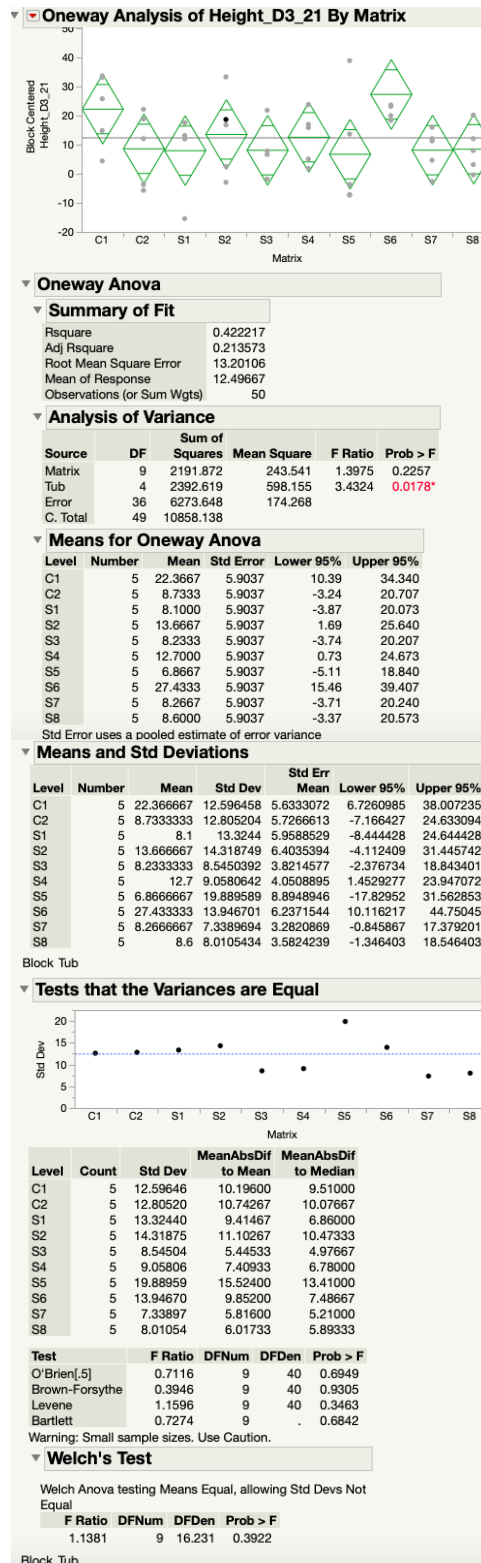 Oneway Analysis of Height_D3_21 By Matrix
50
40
30
20
10
0
-10
-20
Block Centered
Height_D3_21
C1 C2 S1 S2 S3 S4 S5 S6 S7 S8
Matrix
Oneway Anova
Summary of Fit
Rsquare 0.422217
Adj Rsquare 0.213573
Root Mean Square Error 13.20106
Mean of Response 12.49667
Observations (or Sum Wgts) 50
Analysis of Variance
Sum of
Source DF Squares Mean Square F Ratio Prob > F
Matrix 9 2191.872 243.541 1.3975 0.2257
Tub 4 2392.619 598.155 3.4324 0.0178*
Error 36 6273.648 174.268
C. Total 49 10858.138
Means for Oneway Anova
Level Number Mean Std Error Lower 95% Upper 95%
C1 5 22.3667 5.9037 10.39 34.340
C2 5 8.7333 5.9037 -3.24 20.707
S1 5 8.1000 5.9037 -3.87 20.073
S2 5 13.6667 5.9037 1.69 25.640
S3 5 8.2333 5.9037 -3.74 20.207
S4 5 12.7000 5.9037 0.73 24.673
S5 5 6.8667 5.9037 -5.11 18.840
S6 5 27.4333 5.9037 15.46 39.407
S7 5 8.2667 5.9037 -3.71 20.240
S8 5 8.6000 5.9037 -3.37 20.573
Std Error uses a pooled estimate of error variance
Means and Std Deviations
Std Err
Level Number Mean Std Dev Mean Lower 95% Upper 95%
C1 5 22.366667 12.596458 5.6333072 6.7260985 38.007235
C2 5 8.7333333 12.805204 5.7266613 -7.166427 24.633094
S1 5 8.1 13.3244 5.9588529 -8.444428 24.644428
S2 5 13.666667 14.318749 6.4035394 -4.112409 31.445742
S3 5 8.2333333 8.5450392 3.8214577 -2.376734 18.843401
S4 5 12.7 9.0580642 4.0508895 1.4529277 23.947072
S5 5 6.8666667 19.889589 8.8948946 -17.82952 31.562853
S6 5 27.433333 13.946701 6.2371544 10.116217 44.75045
S7 5 8.2666667 7.3389694 3.2820869 -0.845867 17.379201
S8 5 8.6 8.0105434 3.5824239 -1.346403 18.546403
Block Tub
Tests that the Variances are Equal
20
15
10
5
0
Std Dev
C1 C2 S1 S2 S3 S4 S5 S6 S7 S8
Matrix
MeanAbsDif MeanAbsDif
Level Count Std Dev to Mean to Median
C1 5 12.59646 10.19600 9.51000
C2 5 12.80520 10.74267 10.07667
S1 5 13.32440 9.41467 6.86000
S2 5 14.31875 11.10267 10.47333
S3 5 8.54504 5.44533 4.97667
S4 5 9.05806 7.40933 6.78000
S5 5 19.88959 15.52400 13.41000
S6 5 13.94670 9.85200 7.48667
S7 5 7.33897 5.81600 5.21000
S8 5 8.01054 6.01733 5.89333
Test F Ratio DFNum DFDen Prob > F
O'Brien[.5] 0.7116 9 40 0.6949
Brown-Forsythe 0.3946 9 40 0.9305
Levene 1.1596 9 40 0.3463
Bartlett 0.7274 9 . 0.6842
Warning: Small sample sizes. Use Caution.
Welch's Test
Welch Anova testing Means Equal, allowing Std Devs Not
Equal
F Ratio DFNum DFDen Prob > F
1.1381 9 16.231 0.3922
Block Tub